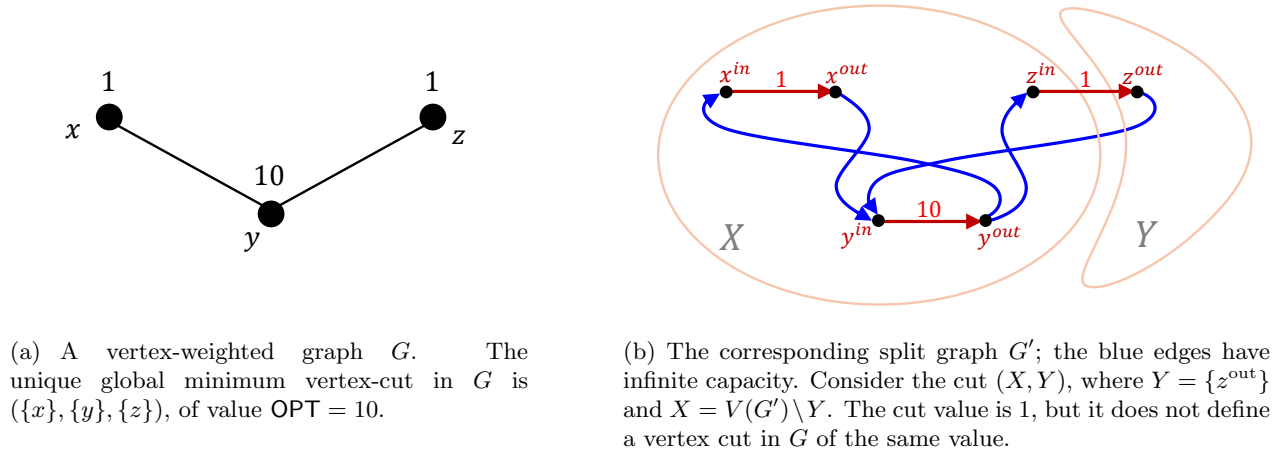 1
1
x
z
10
y
x^{in}
1
x^{out}
z^{in}
1
z^{out}
10
y^{in}
y^{out}
X
Y
(a) A vertex-weighted graph G. The
unique global minimum vertex-cut in G is
({x}, {y}, {z}), of value OPT = 10.
(b) The corresponding split graph G′; the blue edges have
infinite capacity. Consider the cut (X, Y), where Y = {z^{out}}
and X = V(G′)\Y. The cut value is 1, but it does not define
a vertex cut in G of the same value.